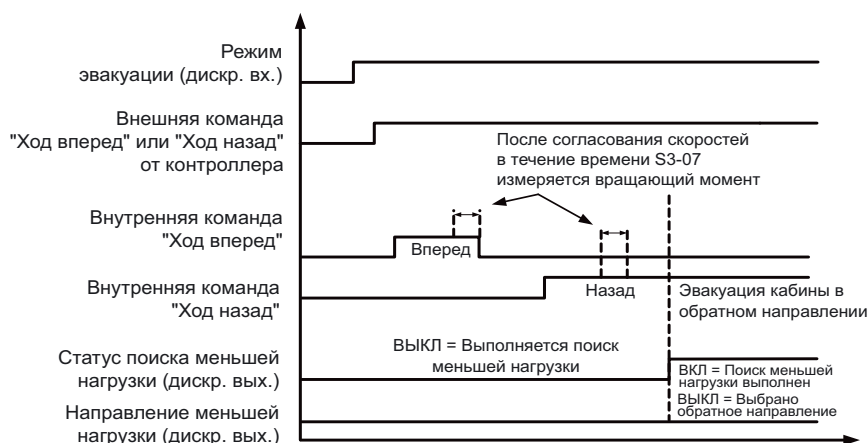 Режим
эвакуации (дискр. вх.)
Внешняя команда
"Ход вперед" или "Ход назад"
от контроллера
После согласования скоростей
в течение времени S3-07
измеряется вращающий момент
Внутренняя команда
"Ход вперед"
Вперед
Внутренняя команда
"Ход назад"
Назад
Эвакуация кабины в
обратном направлении
Статус поиска меньшей
нагрузки (дискр. вых.)
ВЫКЛ = Выполняется поиск
меньшей нагрузки
ВКЛ = Поиск меньшей
нагрузки выполнен
ВЫКЛ = Выбрано
обратное направление
Направление меньшей
нагрузки (дискр. вых.)